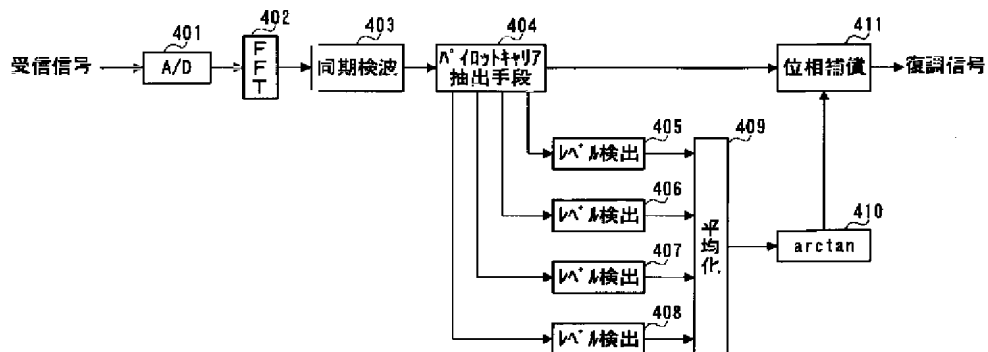 401
402
403
404
411
受信信号
A/D
FFT
同期検波
パイロットキャリア
抽出手段
位相補償
復調信号
405
レベル検出
409
406
レベル検出
平均化
410
arctan
407
レベル検出
408
レベル検出